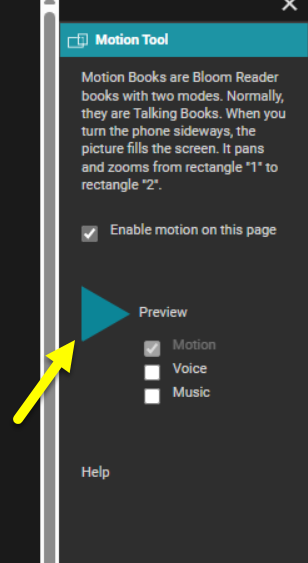 Motion Tool
Motion Books are Bloom Reader
books with two modes. Normally,
they are Talking Books. When you
turn the phone sideways, the
picture fills the screen. It pans
and zooms from rectangle "1" to
rectangle "2".
Enable motion on this page
Preview
Motion
Voice
Music
Help